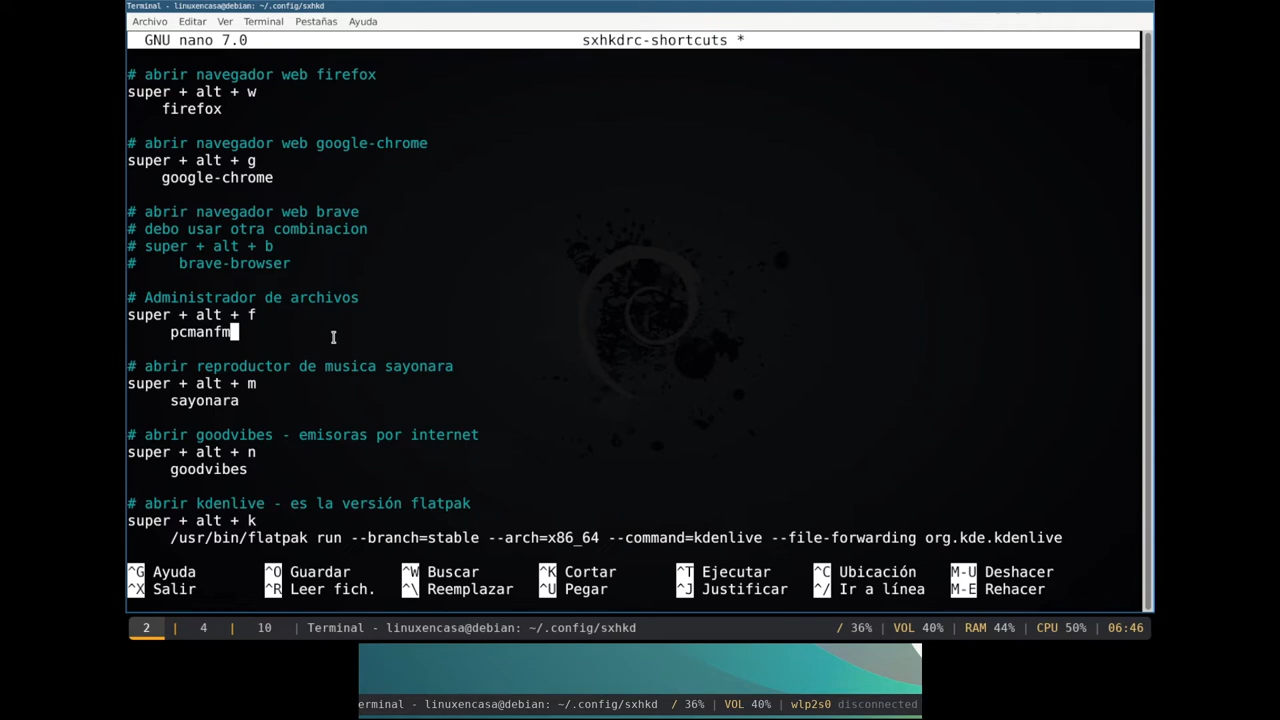 Terminal - linuxencasa@debian: ~/.config/sxhkd
Archivo Editar Ver Terminal Pestañas Ayuda
GNU nano 7.0 sxhkdrc-shortcuts *
# abrir navegador web firefox
super + alt + w
firefox
# abrir navegador web google-chrome
super + alt + g
google-chrome
# abrir navegador web brave
# debo usar otra combinacion
# super + alt + b
# brave-browser
# Administrador de archivos
super + alt + f
pcmanfm
# abrir reproductor de musica sayonara
super + alt + m
sayonara
# abrir goodvibes - emisoras por internet
super + alt + n
goodvibes
# abrir kdenlive - es la versión flatpak
super + alt + k
/usr/bin/flatpak run --branch=stable --arch=x86_64 --command=kdenlive --file-forwarding org.kde.kdenlive
^G Ayuda ^O Guardar ^W Buscar ^K Cortar ^T Ejecutar ^C Ubicación M-U Deshacer
^X Salir ^R Leer fich. ^\ Reemplazar ^U Pegar ^J Justificar ^/ Ir a línea M-E Rehacer
2 | 4 | 10 | Terminal - linuxencasa@debian: ~/.config/sxhkd / 36% | VOL 40% | RAM 44% | CPU 50% | 06:46
erminal - linuxencasa@debian: ~/.config/sxhkd / 36% | VOL 40% | wlp2s0 disconnected